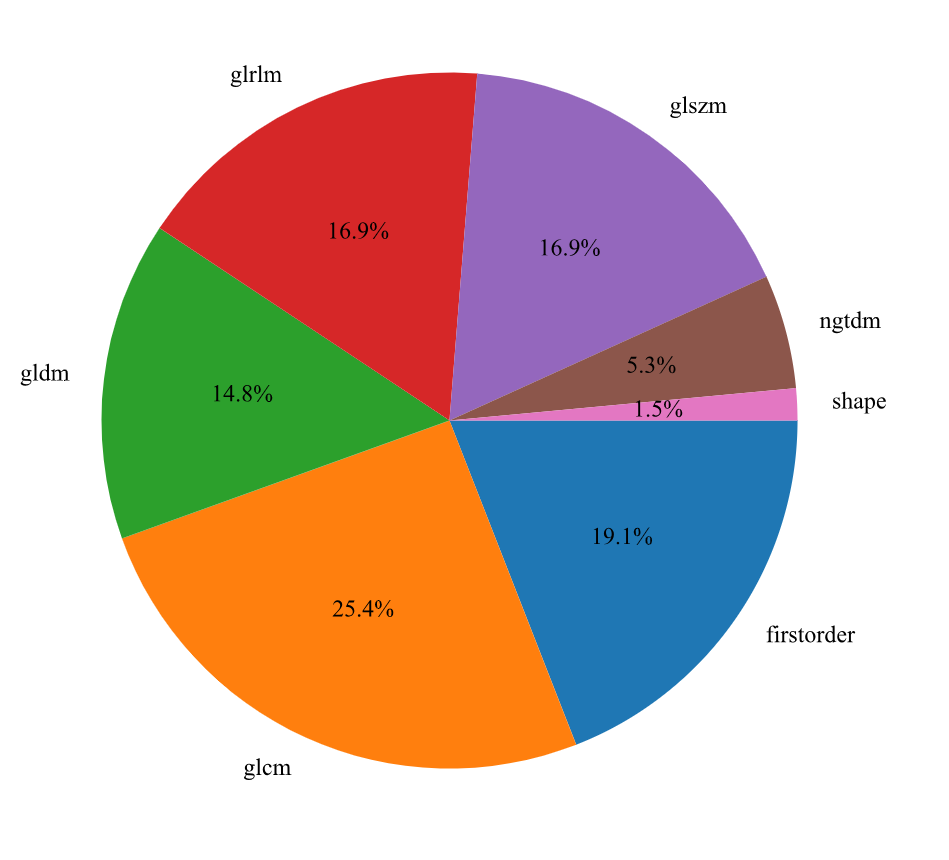 glrlm
glszm
16.9%
16.9%
ngtdm
5.3%
gldm
14.8%
shape
1.5%
19.1%
25.4%
firstorder
glcm